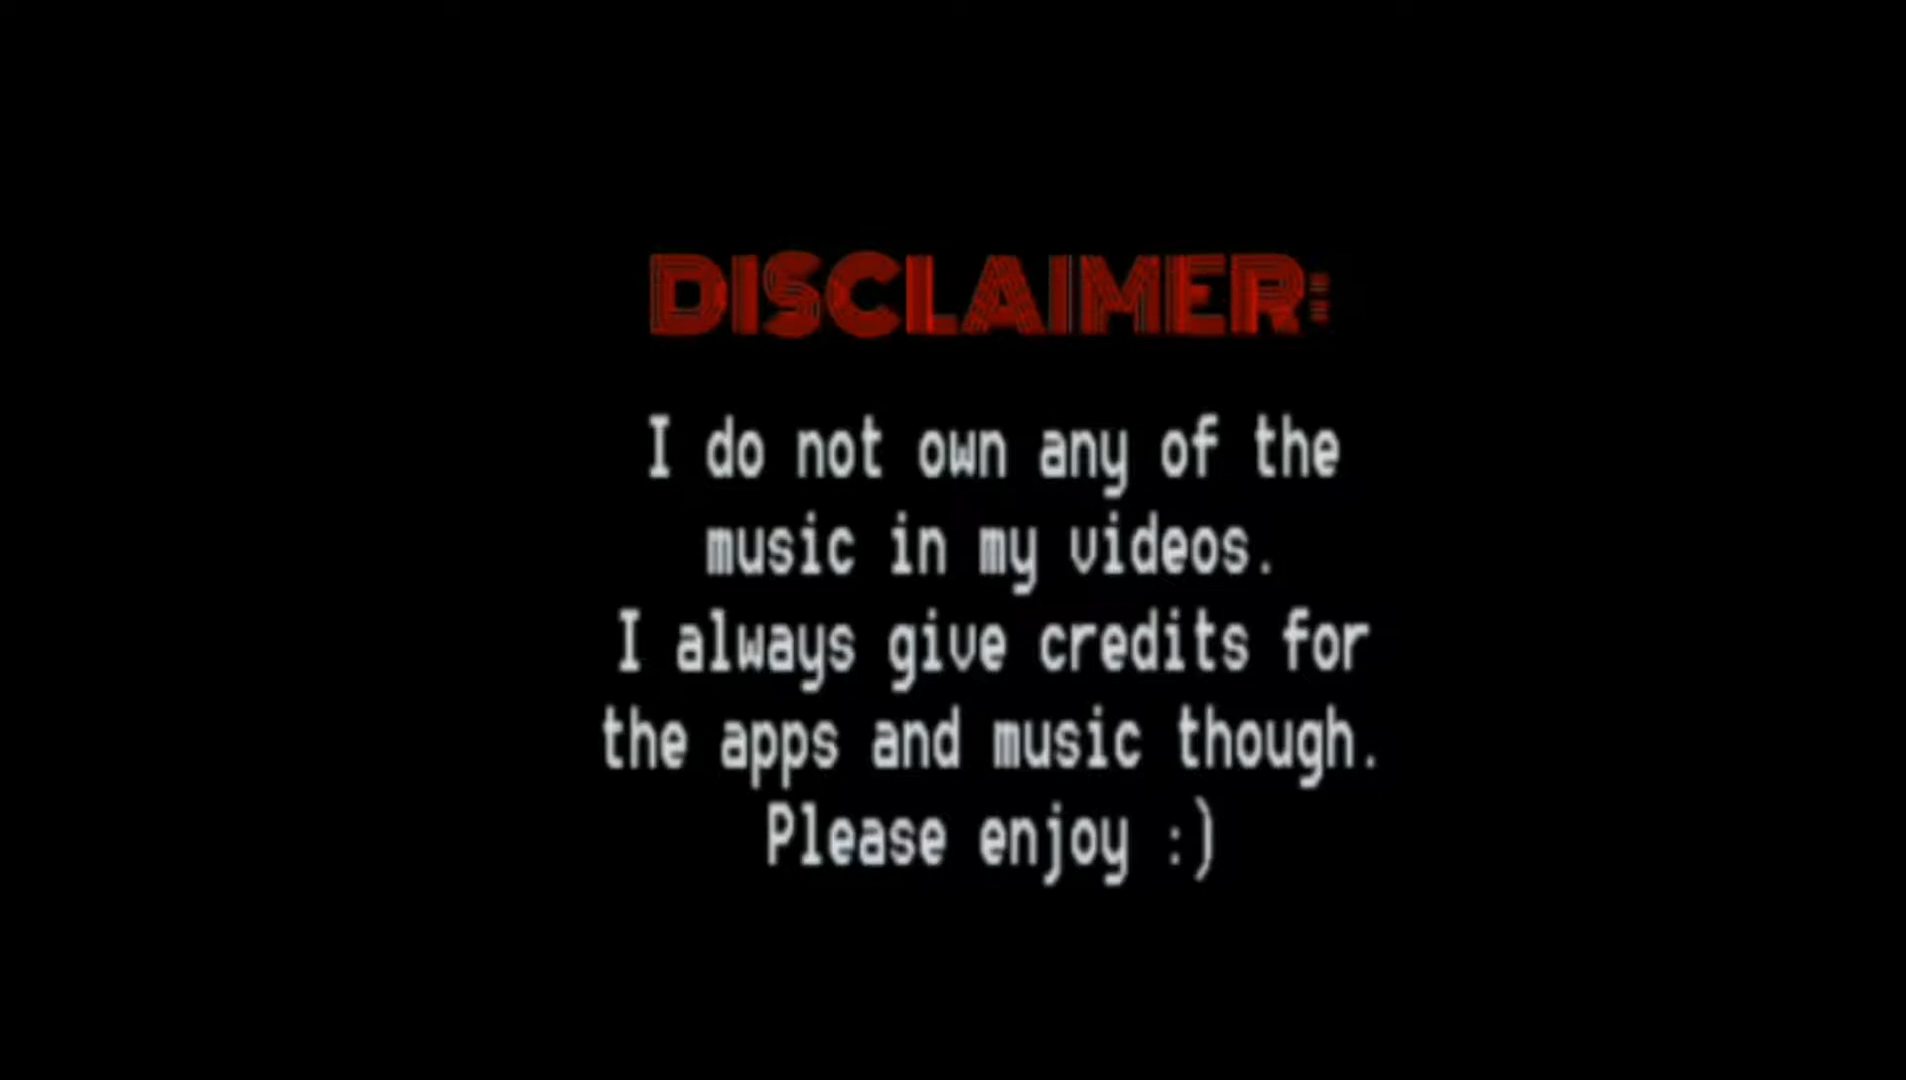 DISCLAIMER:
I do not own any of the
music in my videos.
I always give credits for
the apps and music though.
Please enjoy :)